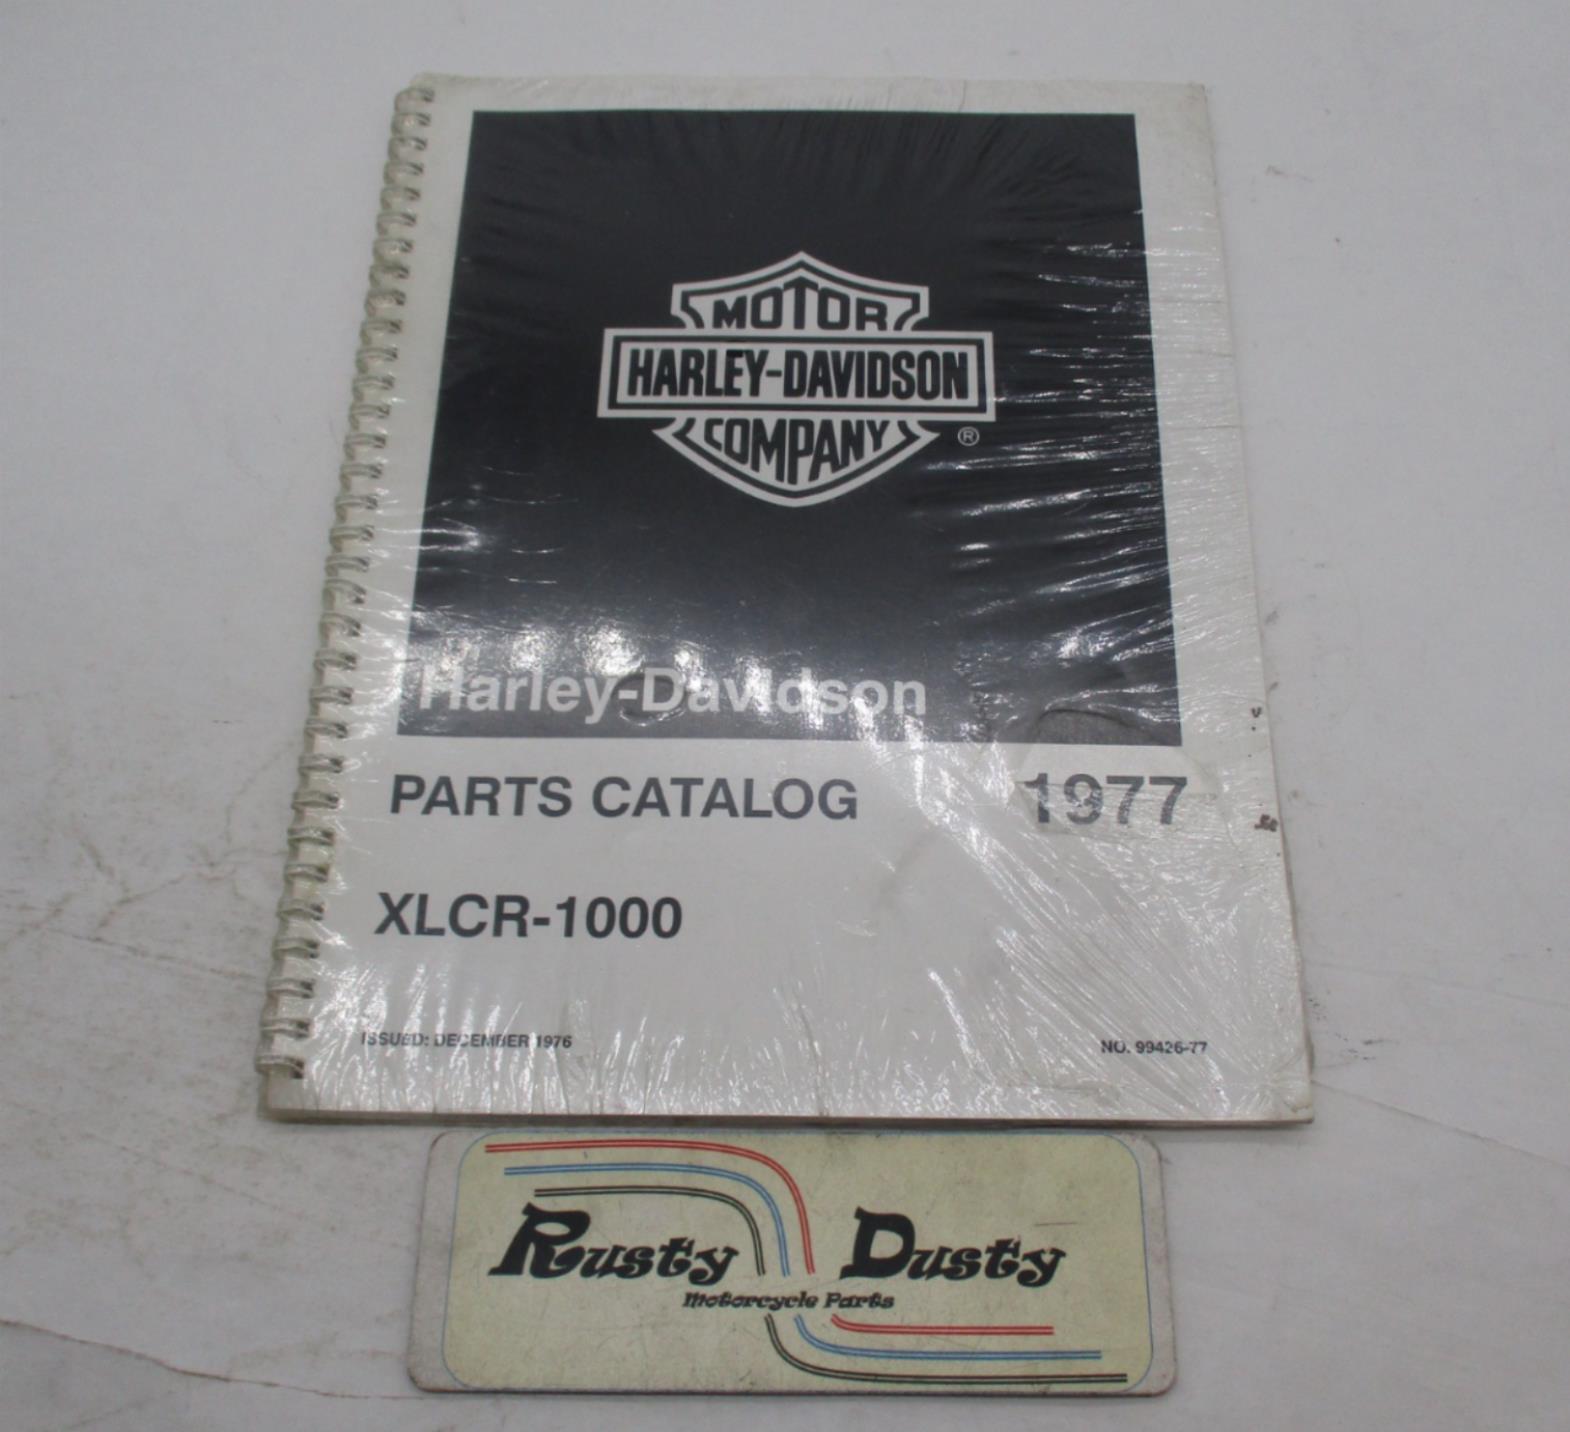 MOTOR
HARLEY-DAVIDSON
COMPANY
®
Harley-Davidson
PARTS CATALOG 1977
XLCR-1000
ISSUED: DECEMBER 1976 NO. 99426-77
Rusty Dusty
Motorcycle Parts